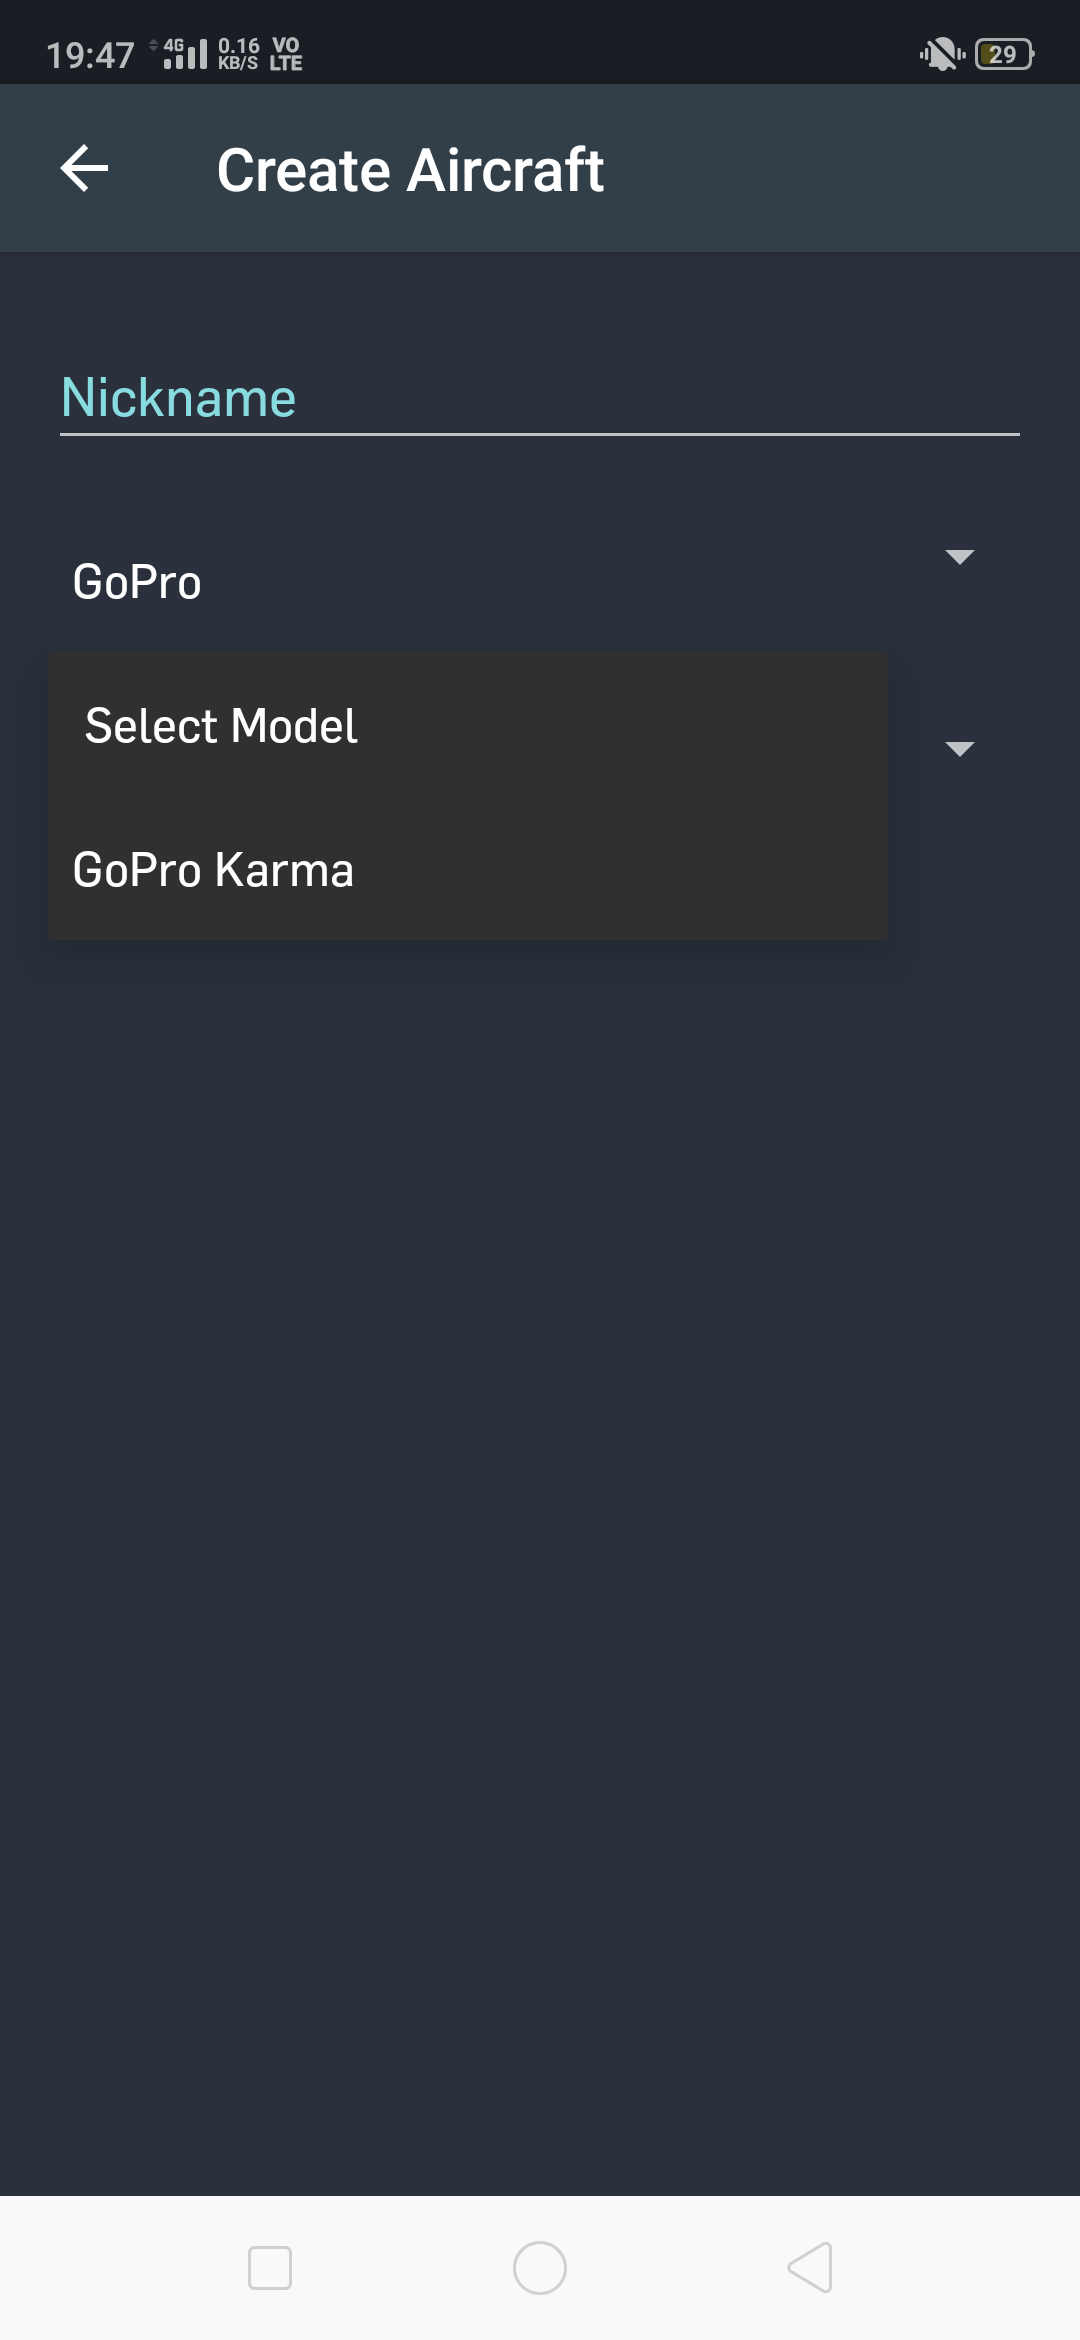 19:47 4G 0.16 KB/S VO LTE 29
Create Aircraft
Nickname
GoPro
Select Model
GoPro Karma